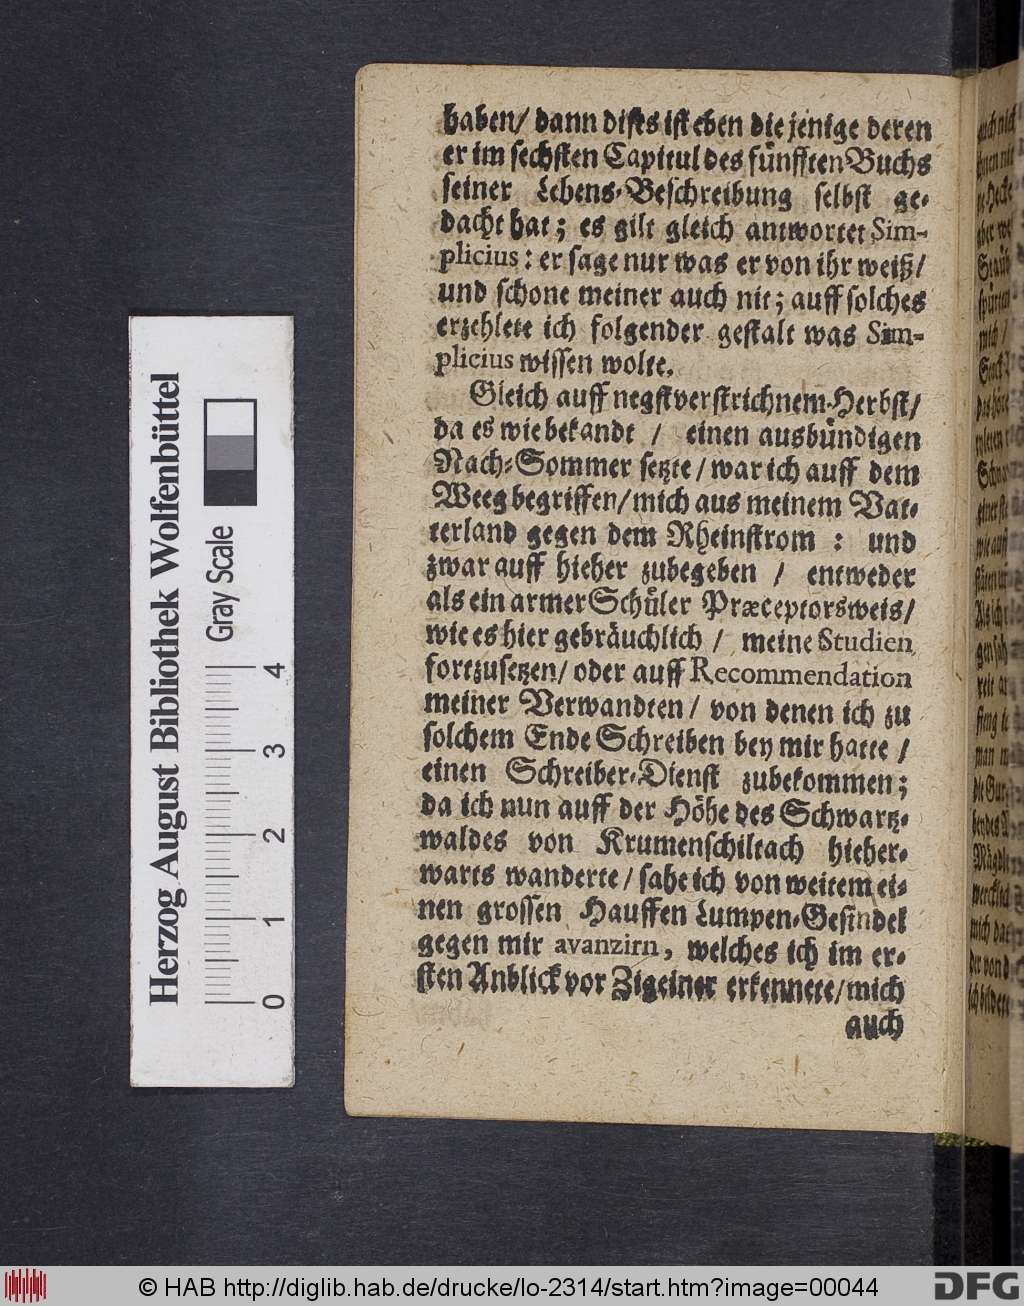 haben/ dann dises ist eben die jenige deren
er im sechsten Capitul des fünfften Buchs
seiner Lebens-Beschreibung selbst ge-
dacht hat; es gilt gleich antwortet Sim-
plicius: er sage nur was er von ihr weiß/
und schone meiner auch nit; auff solches
erzehlete ich folgender gestalt was Sim-
plicius wissen wolte.
Gleich auff negstverstrichnem-Herbst/
da es wie bekandt / einen ausbündigen
Nach-Sommer setzte/ war ich auff dem
Weeg begriffen/ mich aus meinem Vat-
terland gegen dem Rheinstrom : und
zwar auff hieher zubegeben / entweder
als ein armer Schüler Præceptorsweis/
wie es hier gebräuchlich / meine Studien
fortzusetzen/ oder auff Recommendation
meiner Verwandten/ von denen ich zu
solchem Ende Schreiben bey mir hatte /
einen Schreiber-Dienst zubekommen;
da ich nun auff der Höhe des Schwartz-
waldes von Krumenschiltach hieher-
warts wanderte/ sahe ich von weitem ei-
nen grossen Hauffen Lumpen-Gesindel
gegen mir avanzirn, welches ich im er-
sten Anblick vor Zigeiner erkennete/ mich
auch
Herzog August Bibliothek Wolfenbüttel
Gray Scale
0 1 2 3 4
© HAB http://diglib.hab.de/drucke/lo-2314/start.htm?image=00044
DFG